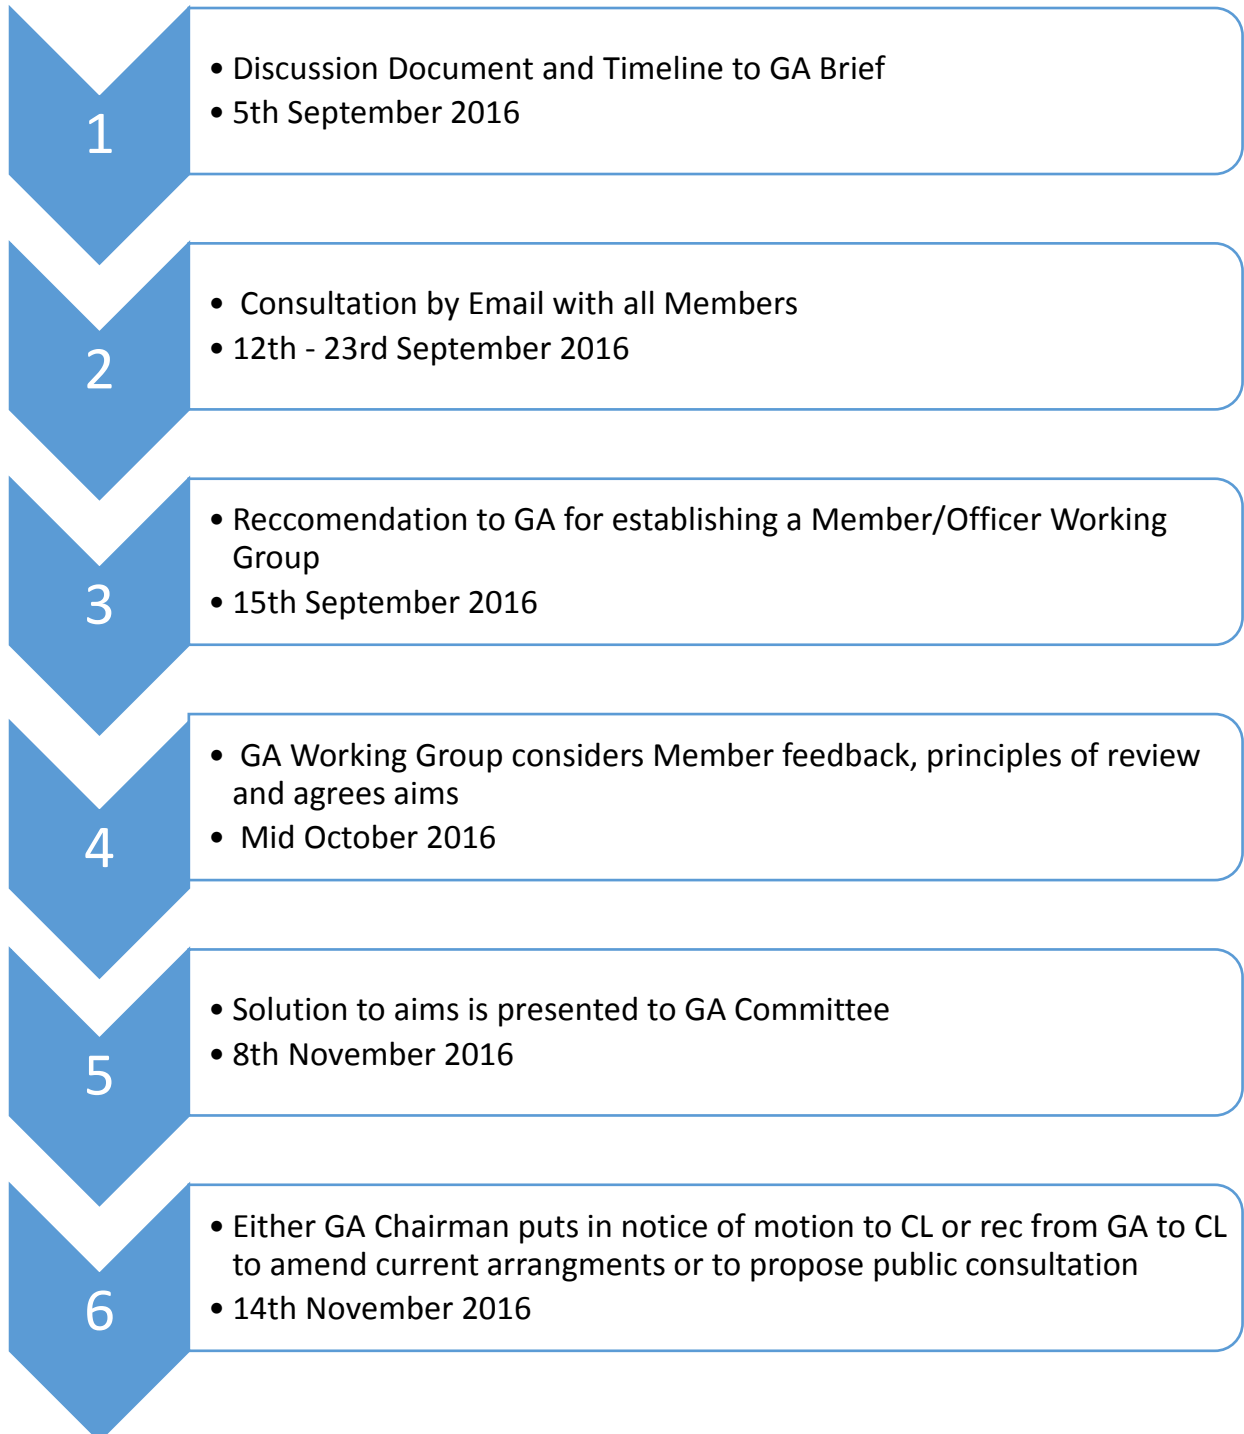 1
• Discussion Document and Timeline to GA Brief
• 5th September 2016
2
• Consultation by Email with all Members
• 12th - 23rd September 2016
3
• Reccomendation to GA for establishing a Member/Officer Working
Group
• 15th September 2016
4
• GA Working Group considers Member feedback, principles of review
and agrees aims
• Mid October 2016
5
• Solution to aims is presented to GA Committee
• 8th November 2016
6
• Either GA Chairman puts in notice of motion to CL or rec from GA to CL
to amend current arrangments or to propose public consultation
• 14th November 2016